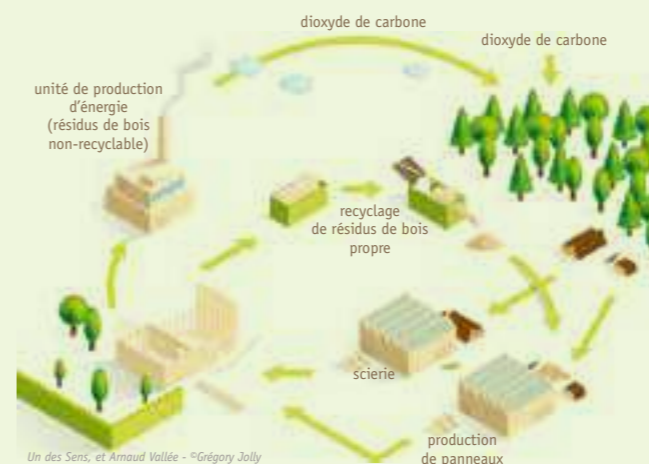 dioxyde de carbone
dioxyde de carbone
unité de production
d'énergie
(résidus de bois
non-recyclable)
recyclage
de résidus de bois
propre
scierie
production
de panneaux
Un des Sens, et Arnaud Vallée - ©Grégory Jolly